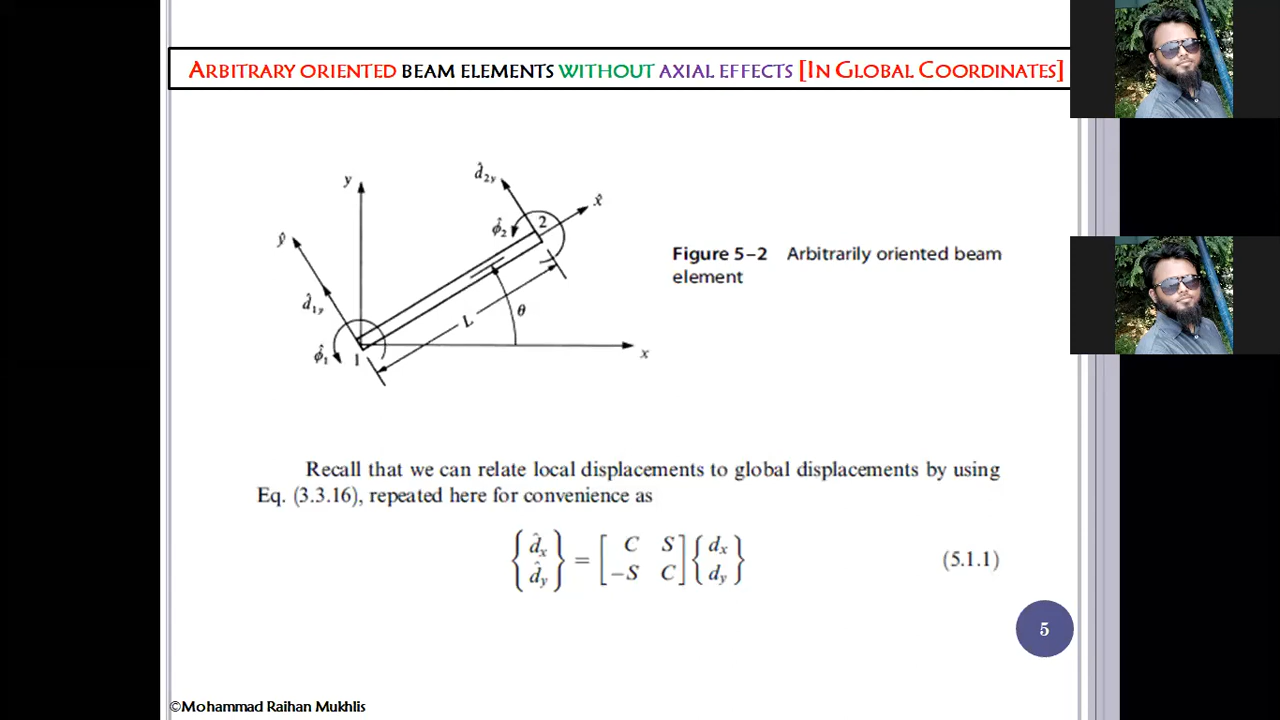 ARBITRARY ORIENTED BEAM ELEMENTS WITHOUT AXIAL EFFECTS [IN GLOBAL COORDINATES]
y
d̂₂y
x̂
ŷ
ϕ̂₂
2
d̂₁y
L
θ
ϕ̂₁
1
x
Figure 5–2 Arbitrarily oriented beam
element
Recall that we can relate local displacements to global displacements by using
Eq. (3.3.16), repeated here for convenience as
{d̂x d̂y} = [C S −S C] {dx dy} (5.1.1)
5
©Mohammad Raihan Mukhlis